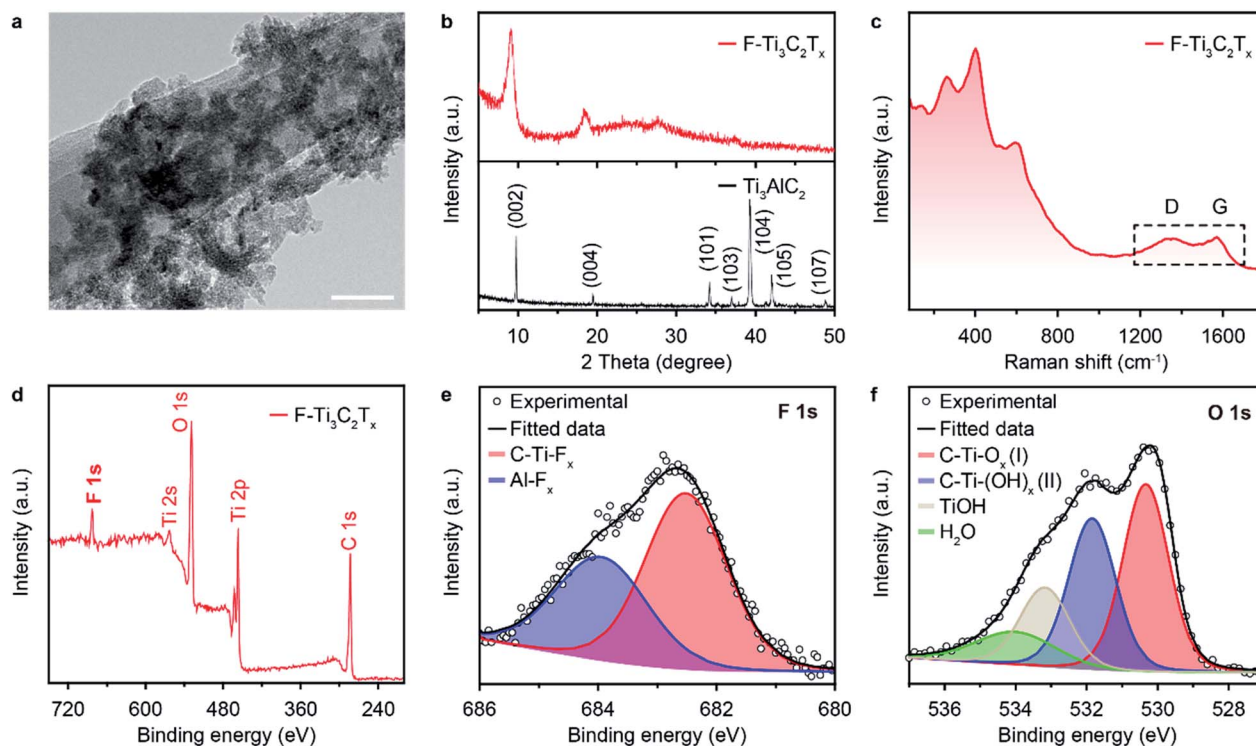 a
b
F-Ti₃C₂Tₓ
Ti₃AlC₂
(002)
(004)
(101)
(103)
(104)
(105)
(107)
Intensity (a.u.)
10 20 30 40 50
2 Theta (degree)
c
F-Ti₃C₂Tₓ
D G
Intensity (a.u.)
400 800 1200 1600
Raman shift (cm⁻¹)
d
F-Ti₃C₂Tₓ
F 1s
Ti 2s
O 1s
Ti 2p
C 1s
Intensity (a.u.)
720 600 480 360 240
Binding energy (eV)
e
Experimental
F 1s
Fitted data
C-Ti-Fₓ
Al-Fₓ
Intensity (a.u.)
686 684 682 680
Binding energy (eV)
f
Experimental
O 1s
Fitted data
C-Ti-Oₓ (I)
C-Ti-(OH)ₓ (II)
TiOH
H₂O
Intensity (a.u.)
536 534 532 530 528
Binding energy (eV)